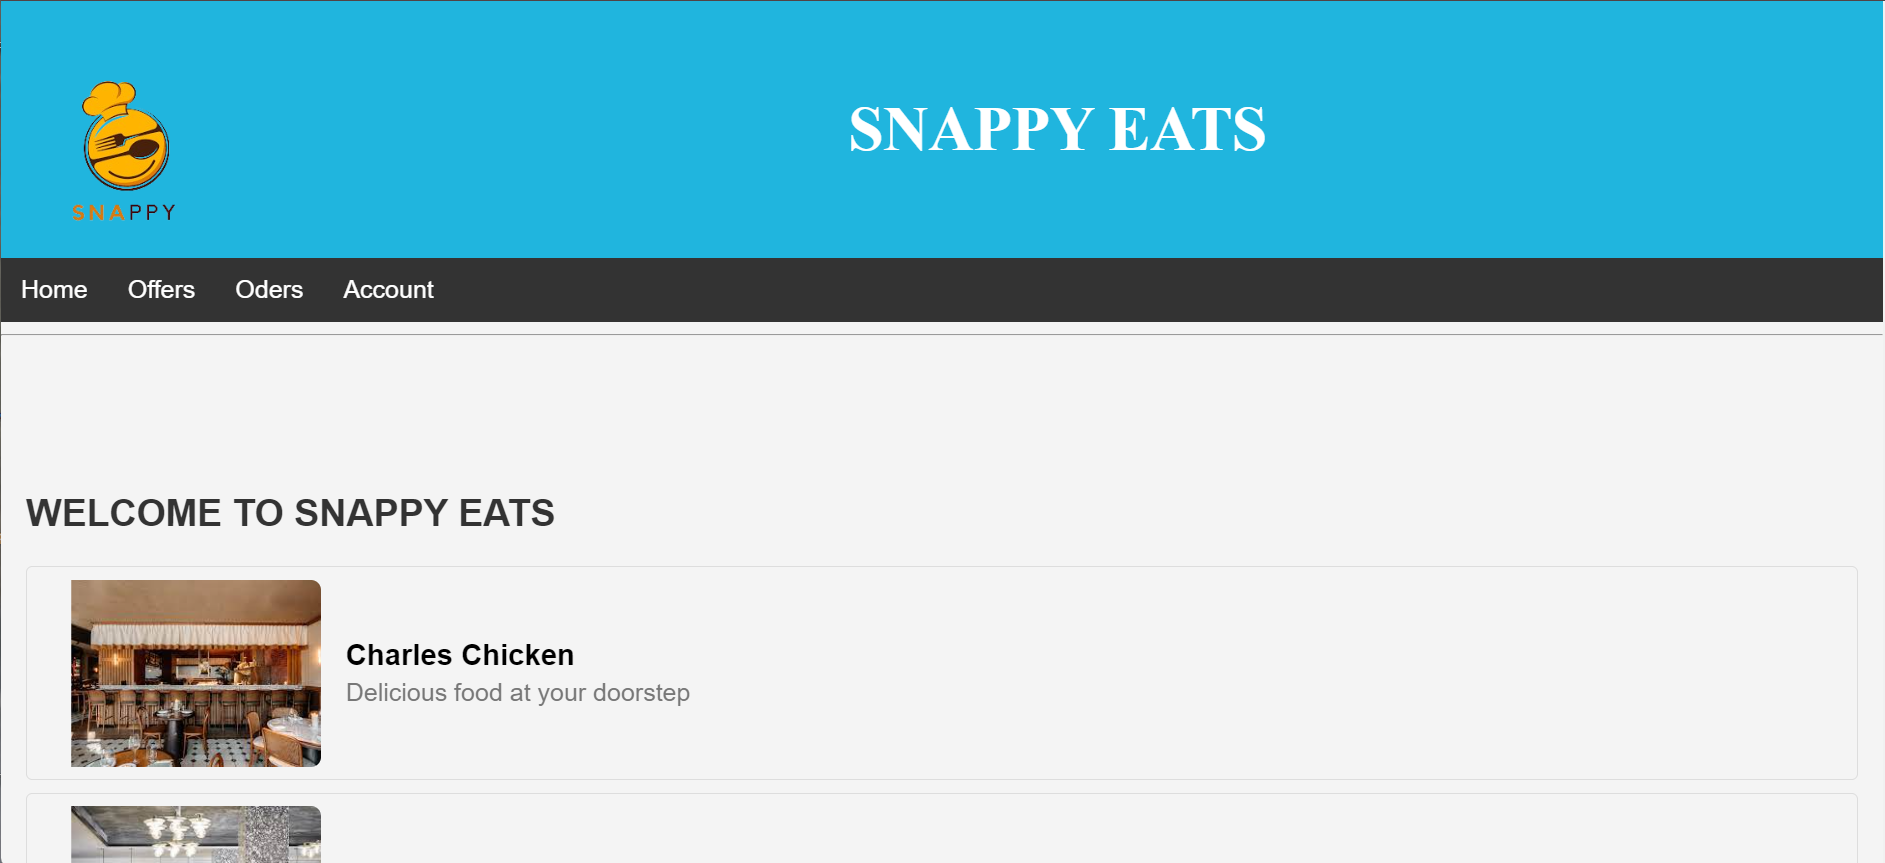 SNAPPY
SNAPPY EATS
Home Offers Oders Account
WELCOME TO SNAPPY EATS
Charles Chicken
Delicious food at your doorstep